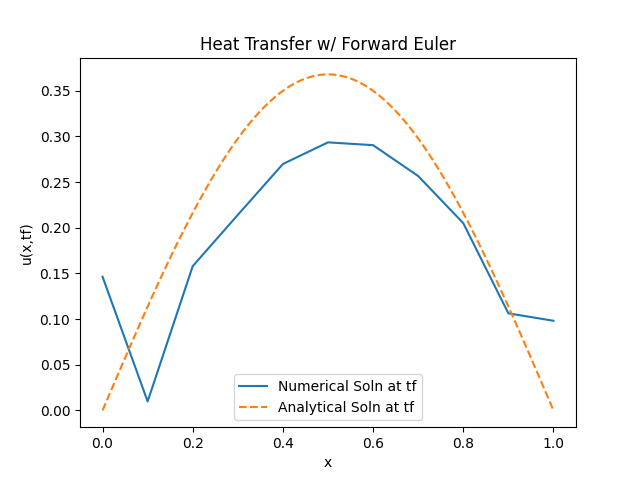 Heat Transfer w/ Forward Euler
u(x,tf)
0.35
0.30
0.25
0.20
0.15
0.10
0.05
0.00
Numerical Soln at tf
Analytical Soln at tf
0.0 0.2 0.4 0.6 0.8 1.0
x